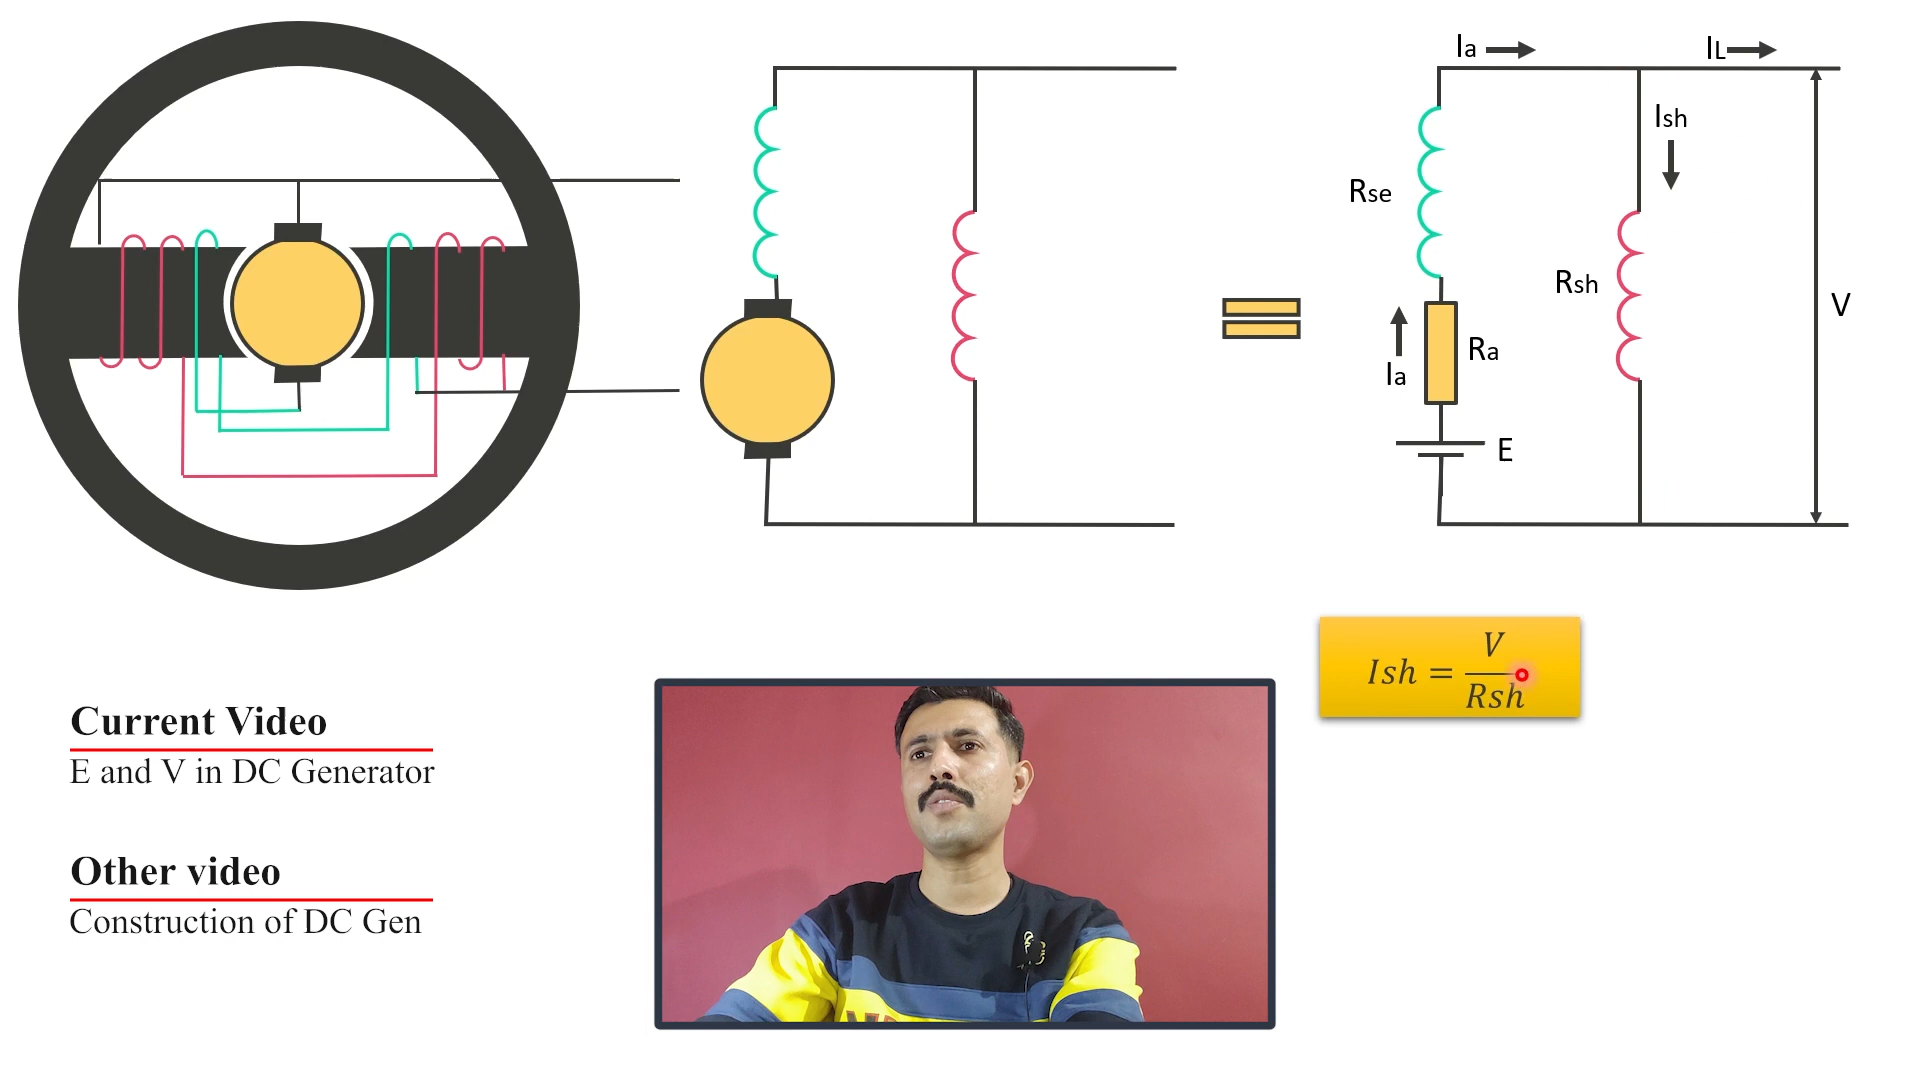 Ia
IL
Ish
Rse
Rsh
V
Ra
Ia
E
Ish = V/Rsh
Current Video
E and V in DC Generator
Other video
Construction of DC Gen